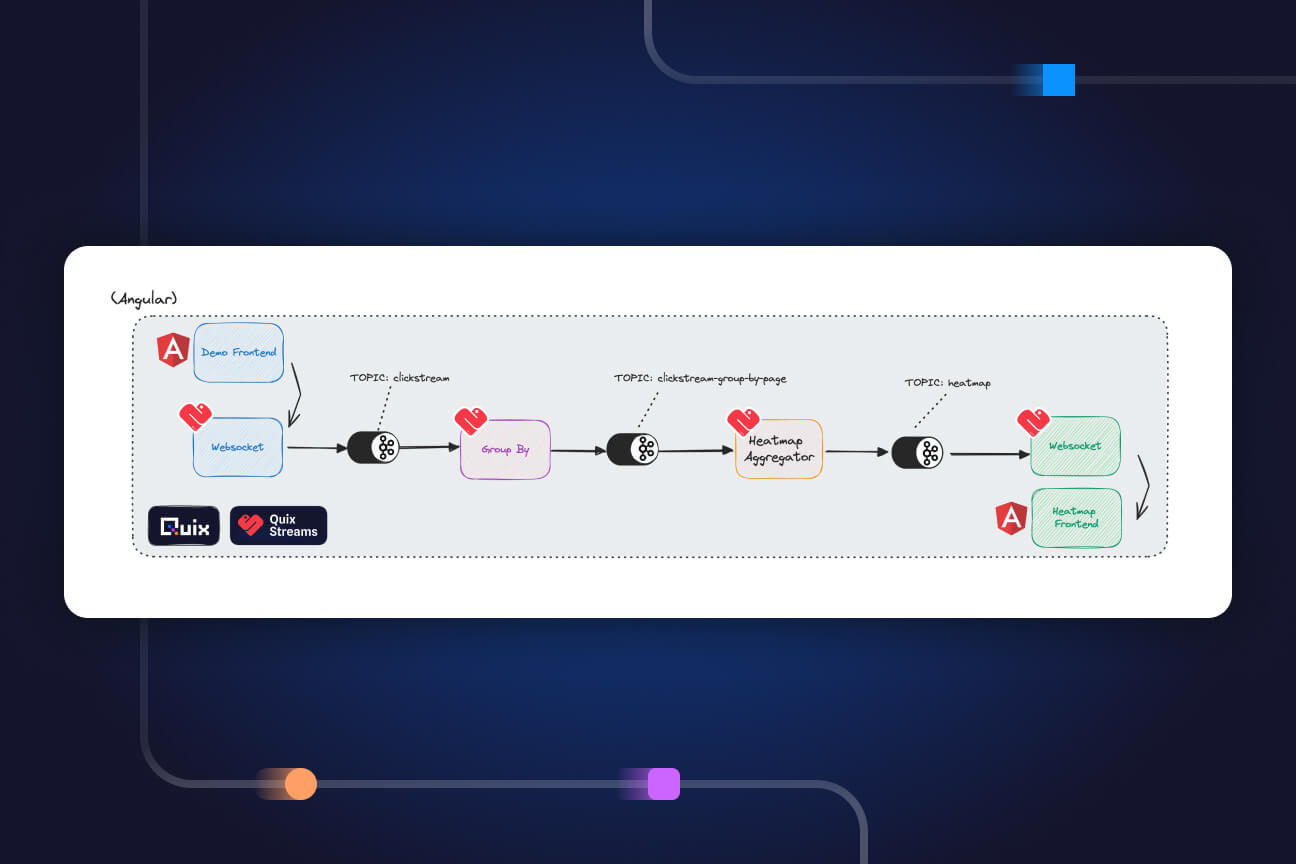 (Angular)
Demo Frontend
TOPIC: clickstream
TOPIC: clickstream-group-by-page
TOPIC: heatmap
Websocket
Group By
Heatmap
Aggregator
Websocket
Heatmap
Frontend
Quix
Quix
Streams